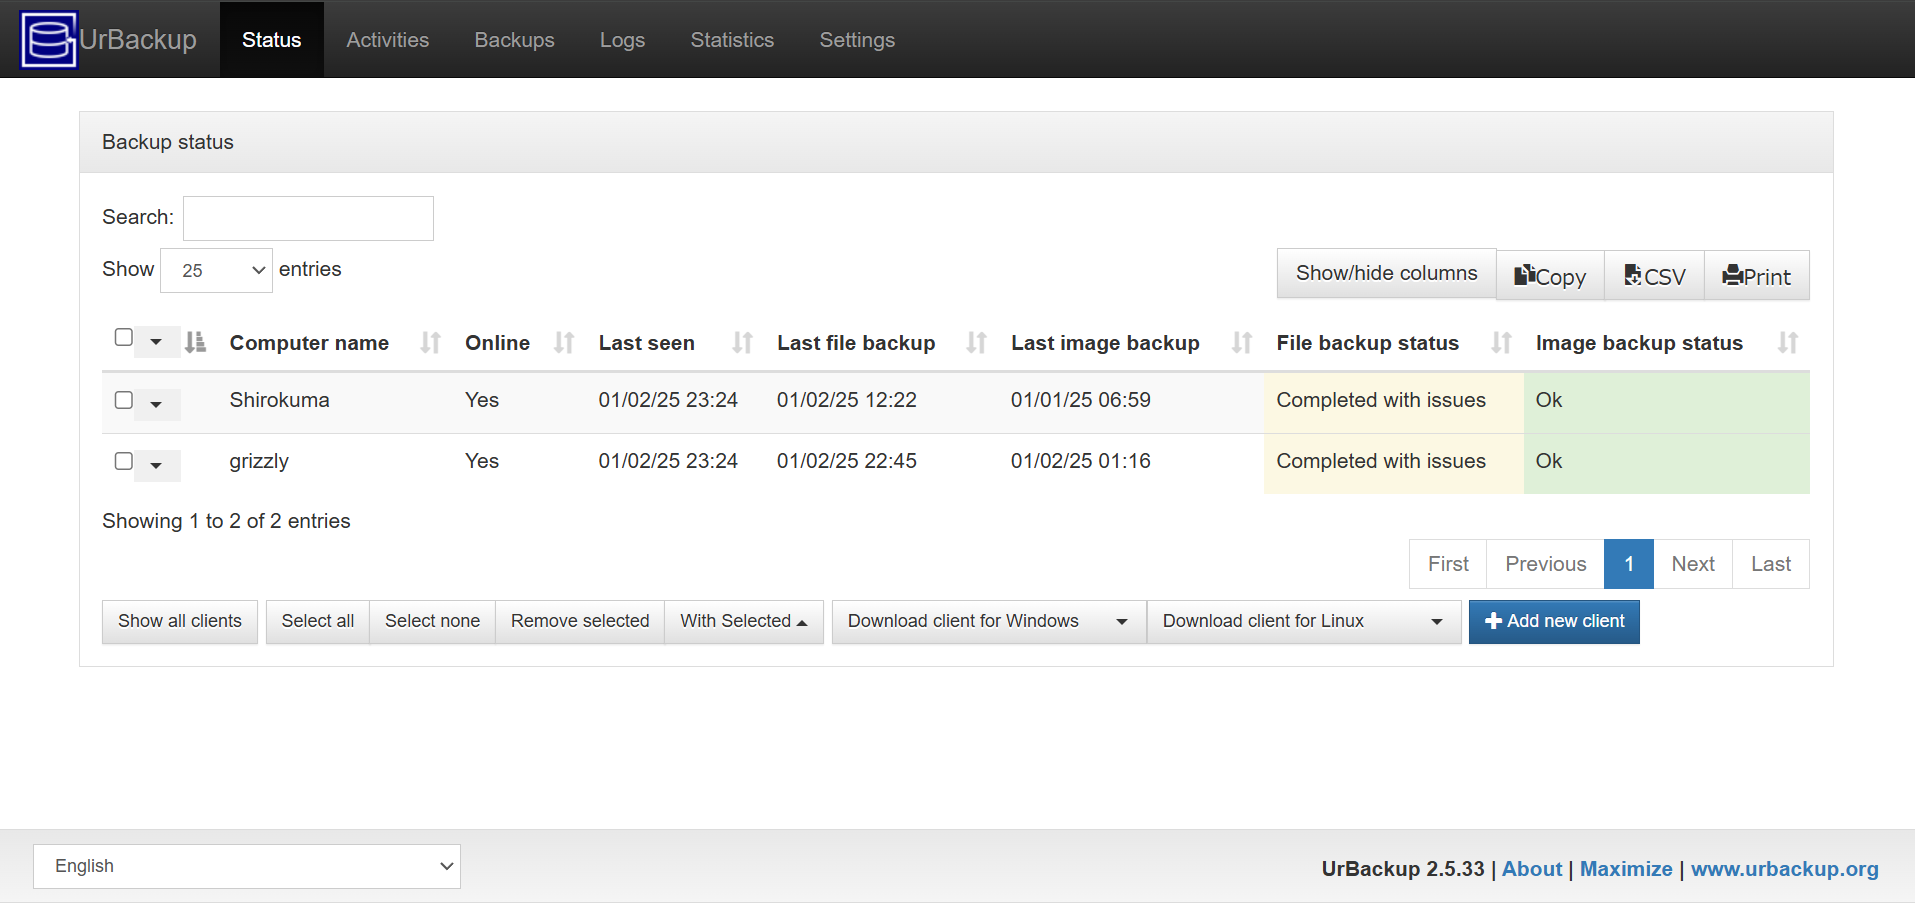 UrBackup Status Activities Backups Logs Statistics Settings
Backup status
Search:
Show 25 entries
Show/hide columns Copy CSV Print
Computer name Online Last seen Last file backup Last image backup File backup status Image backup status
Shirokuma Yes 01/02/25 23:24 01/02/25 12:22 01/01/25 06:59 Completed with issues Ok
grizzly Yes 01/02/25 23:24 01/02/25 22:45 01/02/25 01:16 Completed with issues Ok
Showing 1 to 2 of 2 entries
First Previous 1 Next Last
Show all clients Select all Select none Remove selected With Selected Download client for Windows Download client for Linux Add new client
English
UrBackup 2.5.33 | About | Maximize | www.urbackup.org